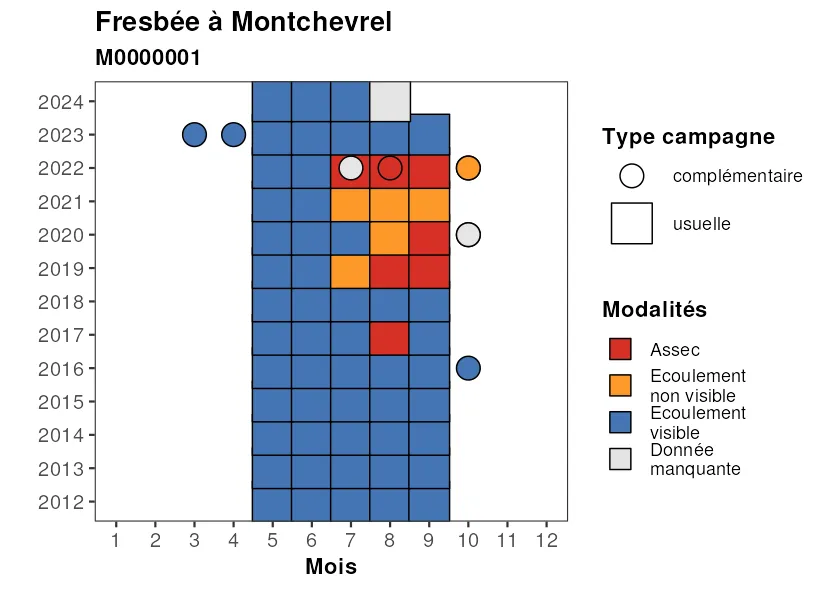 Fresbée à Montchevrel
M0000001
2024
2023
2022
2021
2020
2019
2018
2017
2016
2015
2014
2013
2012
1 2 3 4 5 6 7 8 9 10 11 12
Mois
Type campagne
complémentaire
usuelle
Modalités
Assec
Ecoulement
non visible
Ecoulement
visible
Donnée
manquante